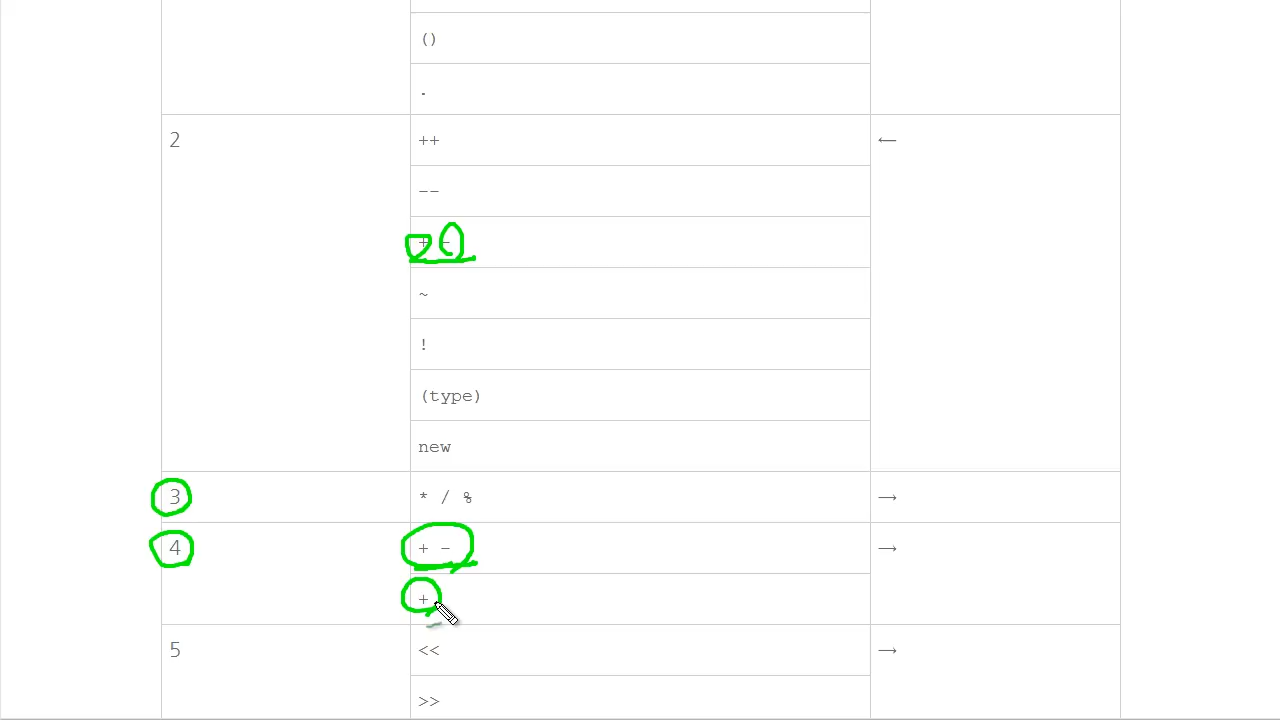 ()
.
2 ++ ←
--
+ -
~
!
(type)
new
3 * / % →
4 + - →
+
5 << →
>>